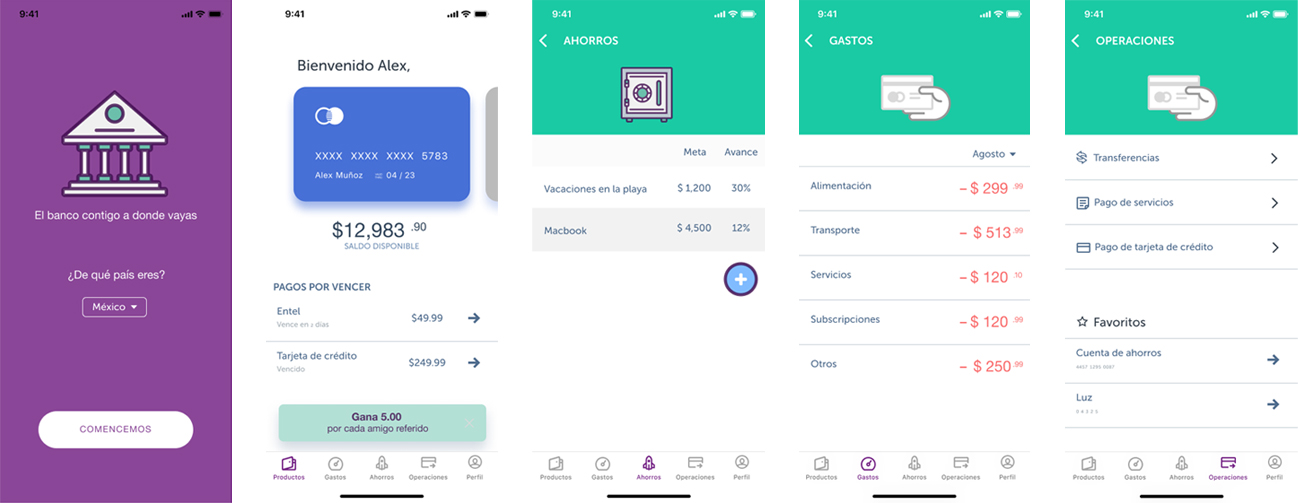 9:41
El banco contigo a donde vayas
¿De qué país eres?
México
COMENCEMOS
9:41
Bienvenido Alex,
XXXX XXXX XXXX 5783
Alex Muñoz 04 / 23
$12,983 .90
SALDO DISPONIBLE
PAGOS POR VENCER
Entel
$49.99
Vence en 2 días
Tarjeta de crédito
$249.99
Vencido
Gana 5.00
por cada amigo referido
Productos Gastos Ahorros Operaciones Perfil
9:41
AHORROS
Meta Avance
Vacaciones en la playa $ 1,200 30%
Macbook $ 4,500 12%
Productos Gastos Ahorros Operaciones Perfil
9:41
GASTOS
Agosto
Alimentación – $ 299 .99
Transporte – $ 513 .99
Servicios – $ 120 .10
Subscripciones – $ 120 .99
Otros – $ 250 .99
Productos Gastos Ahorros Operaciones Perfil
9:41
OPERACIONES
Transferencias
Pago de servicios
Pago de tarjeta de crédito
Favoritos
Cuenta de ahorros
Luz
Productos Gastos Ahorros Operaciones Perfil